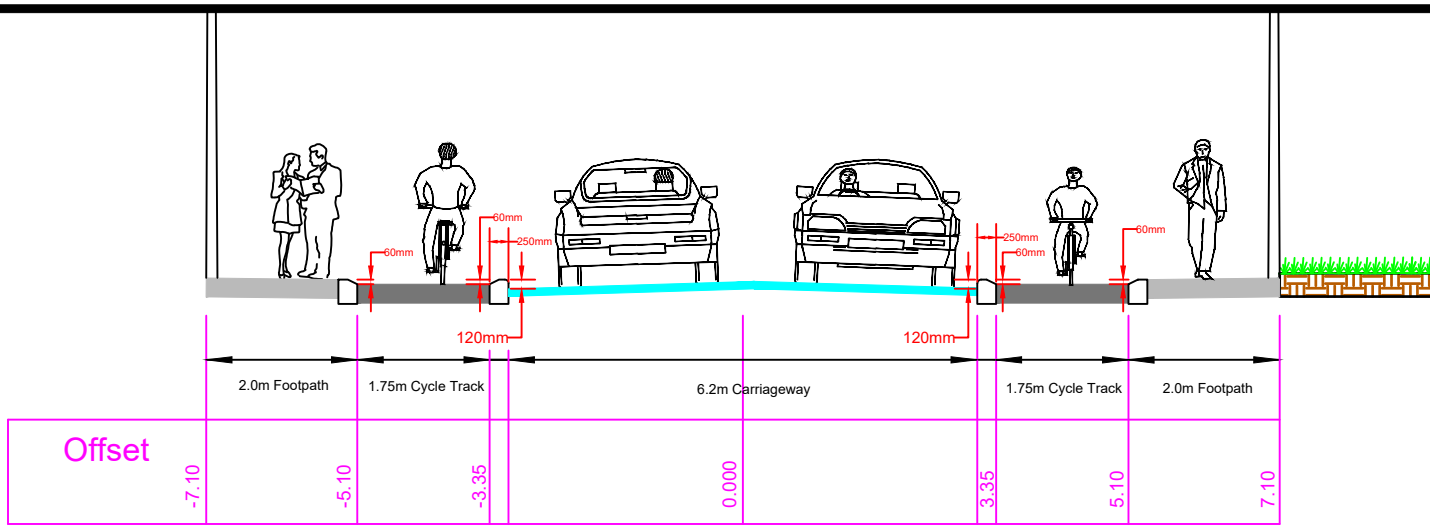 60mm
250mm
60mm
120mm
250mm
60mm
60mm
120mm
2.0m Footpath
1.75m Cycle Track
6.2m Carriageway
1.75m Cycle Track
2.0m Footpath
Offset
-7.10
-5.10
-3.35
0.000
3.35
5.10
7.10